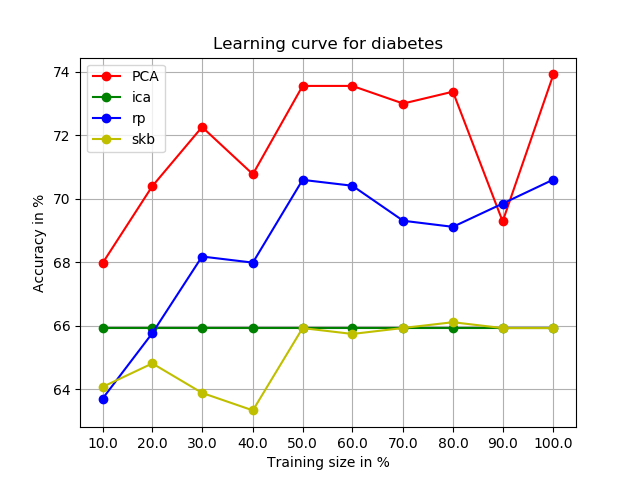 Learning curve for diabetes
PCA
ica
rp
skb
74
72
70
68
66
64
Accuracy in %
10.0 20.0 30.0 40.0 50.0 60.0 70.0 80.0 90.0 100.0
Training size in %